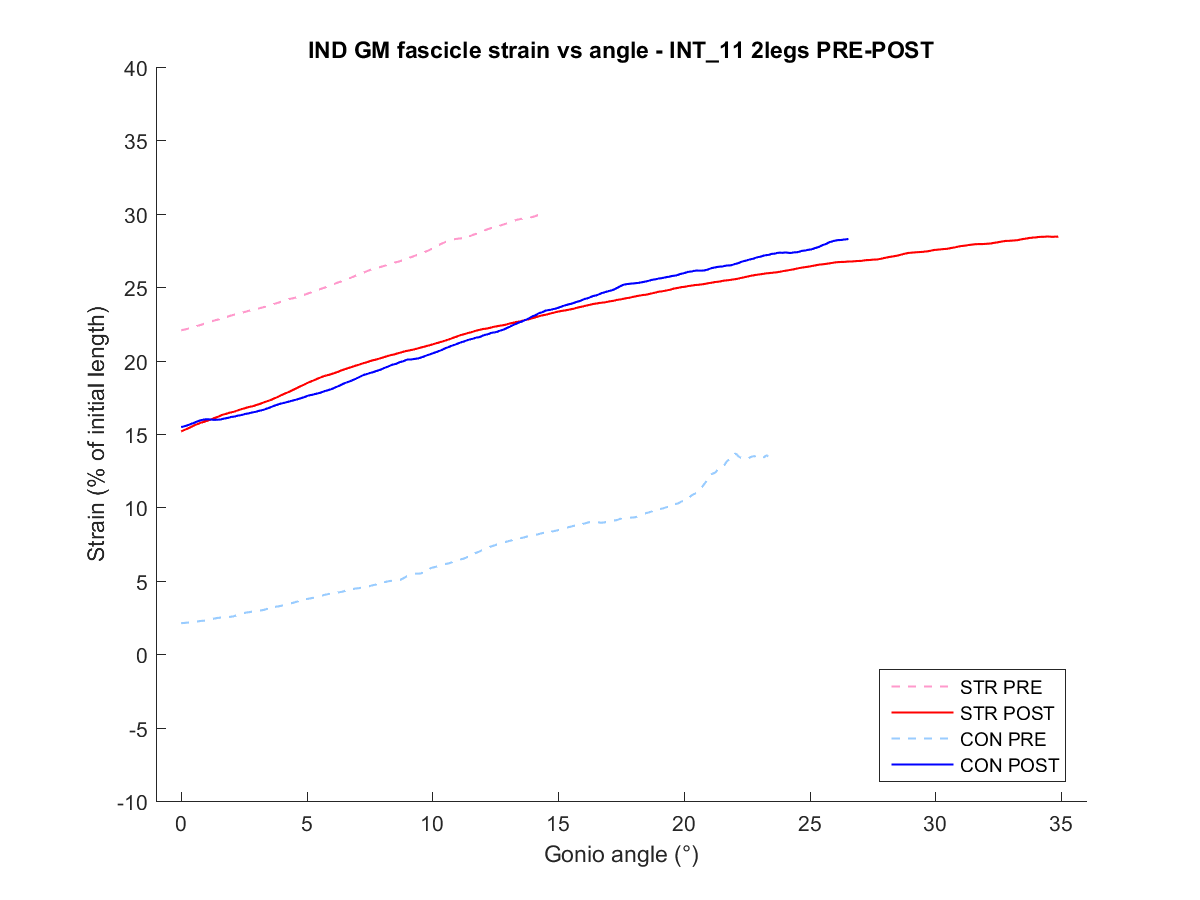 IND GM fascicle strain vs angle - INT_11 2legs PRE-POST
40
35
30
25
20
15
10
5
0
-5
-10
Strain (% of initial length)
0 5 10 15 20 25 30 35
Gonio angle (°)
STR PRE
STR POST
CON PRE
CON POST